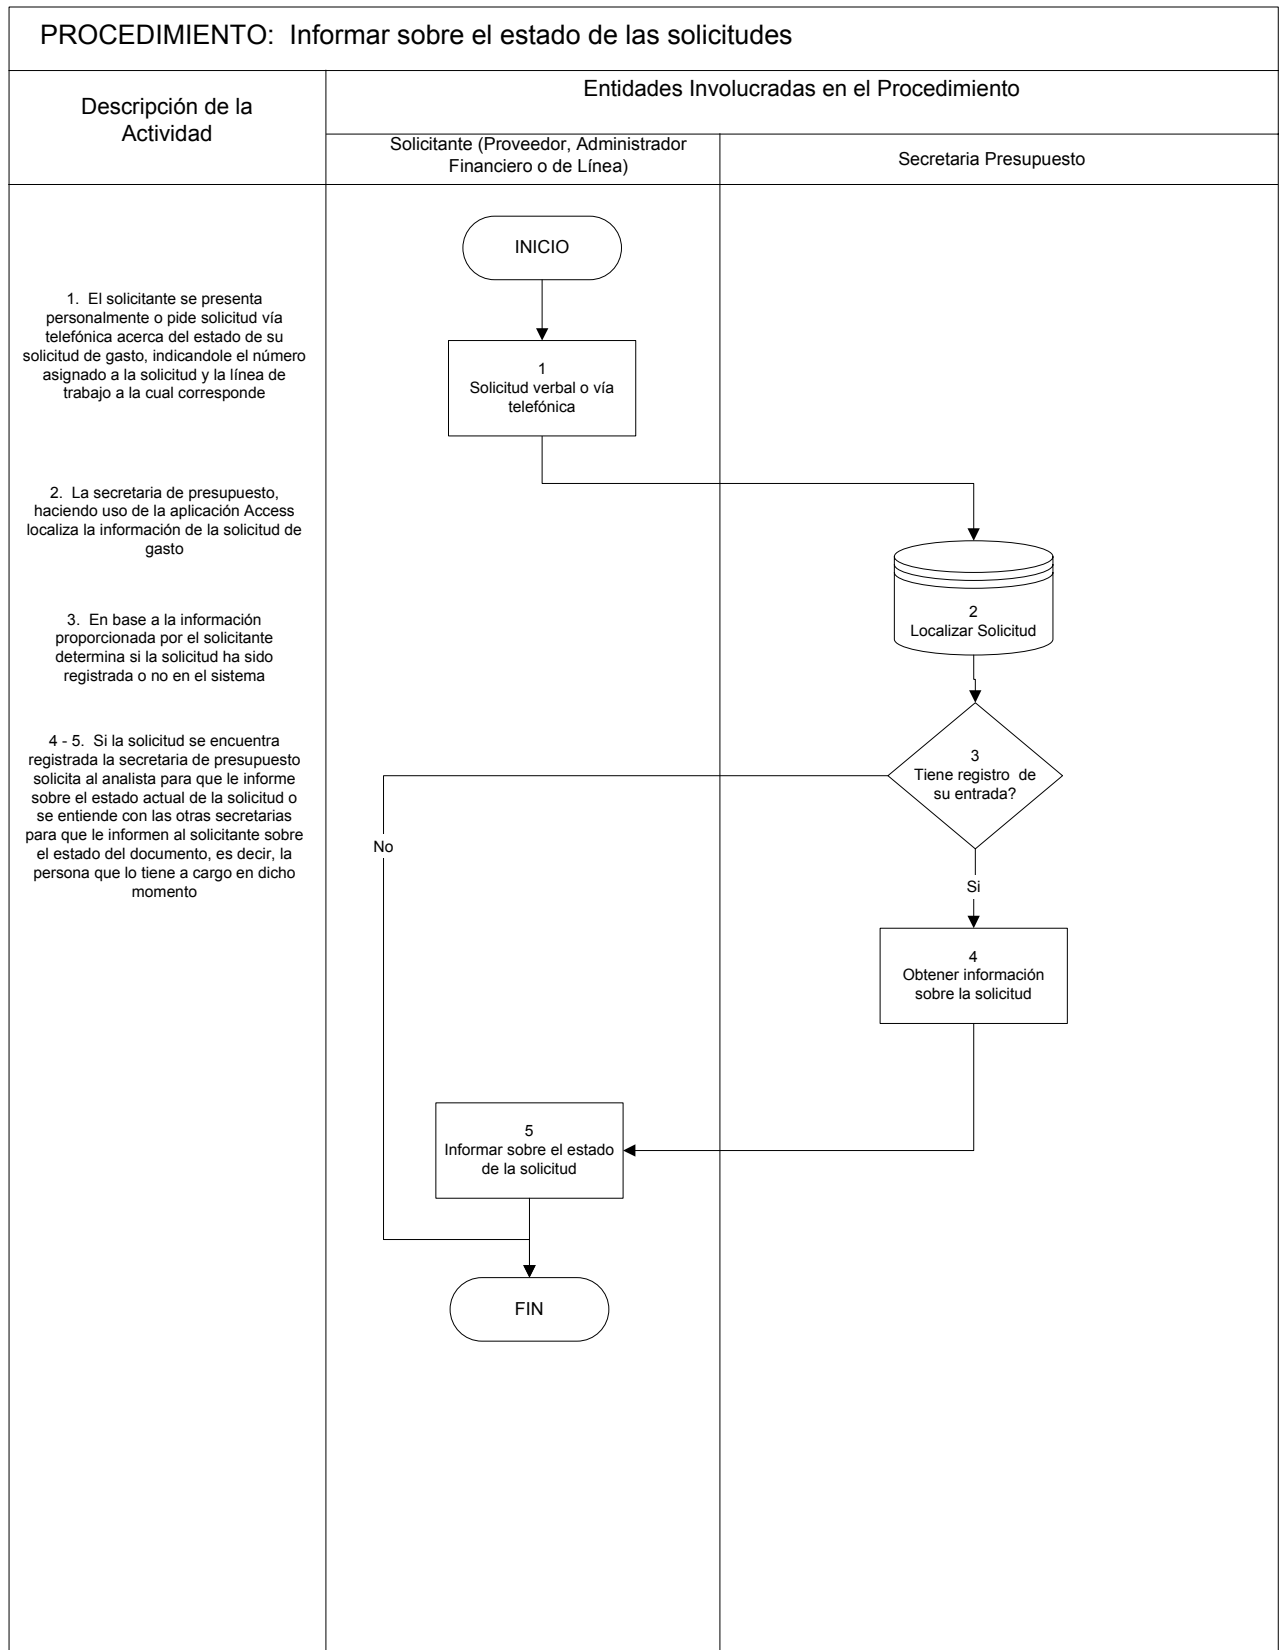 PROCEDIMIENTO: Informar sobre el estado de las solicitudes
Descripción de la
Actividad
Entidades Involucradas en el Procedimiento
Solicitante (Proveedor, Administrador
Financiero o de Línea)
Secretaria Presupuesto
INICIO
1. El solicitante se presenta
personalmente o pide solicitud vía
telefónica acerca del estado de su
solicitud de gasto, indicandole el número
asignado a la solicitud y la línea de
trabajo a la cual corresponde
1
Solicitud verbal o vía
telefónica
2. La secretaria de presupuesto,
haciendo uso de la aplicación Access
localiza la información de la solicitud de
gasto
2
Localizar Solicitud
3. En base a la información
proporcionada por el solicitante
determina si la solicitud ha sido
registrada o no en el sistema
3
Tiene registro de
su entrada?
4 - 5. Si la solicitud se encuentra
registrada la secretaria de presupuesto
solicita al analista para que le informe
sobre el estado actual de la solicitud o
se entiende con las otras secretarias
para que le informen al solicitante sobre
el estado del documento, es decir, la
persona que lo tiene a cargo en dicho
momento
No
Si
4
Obtener información
sobre la solicitud
5
Informar sobre el estado
de la solicitud
FIN